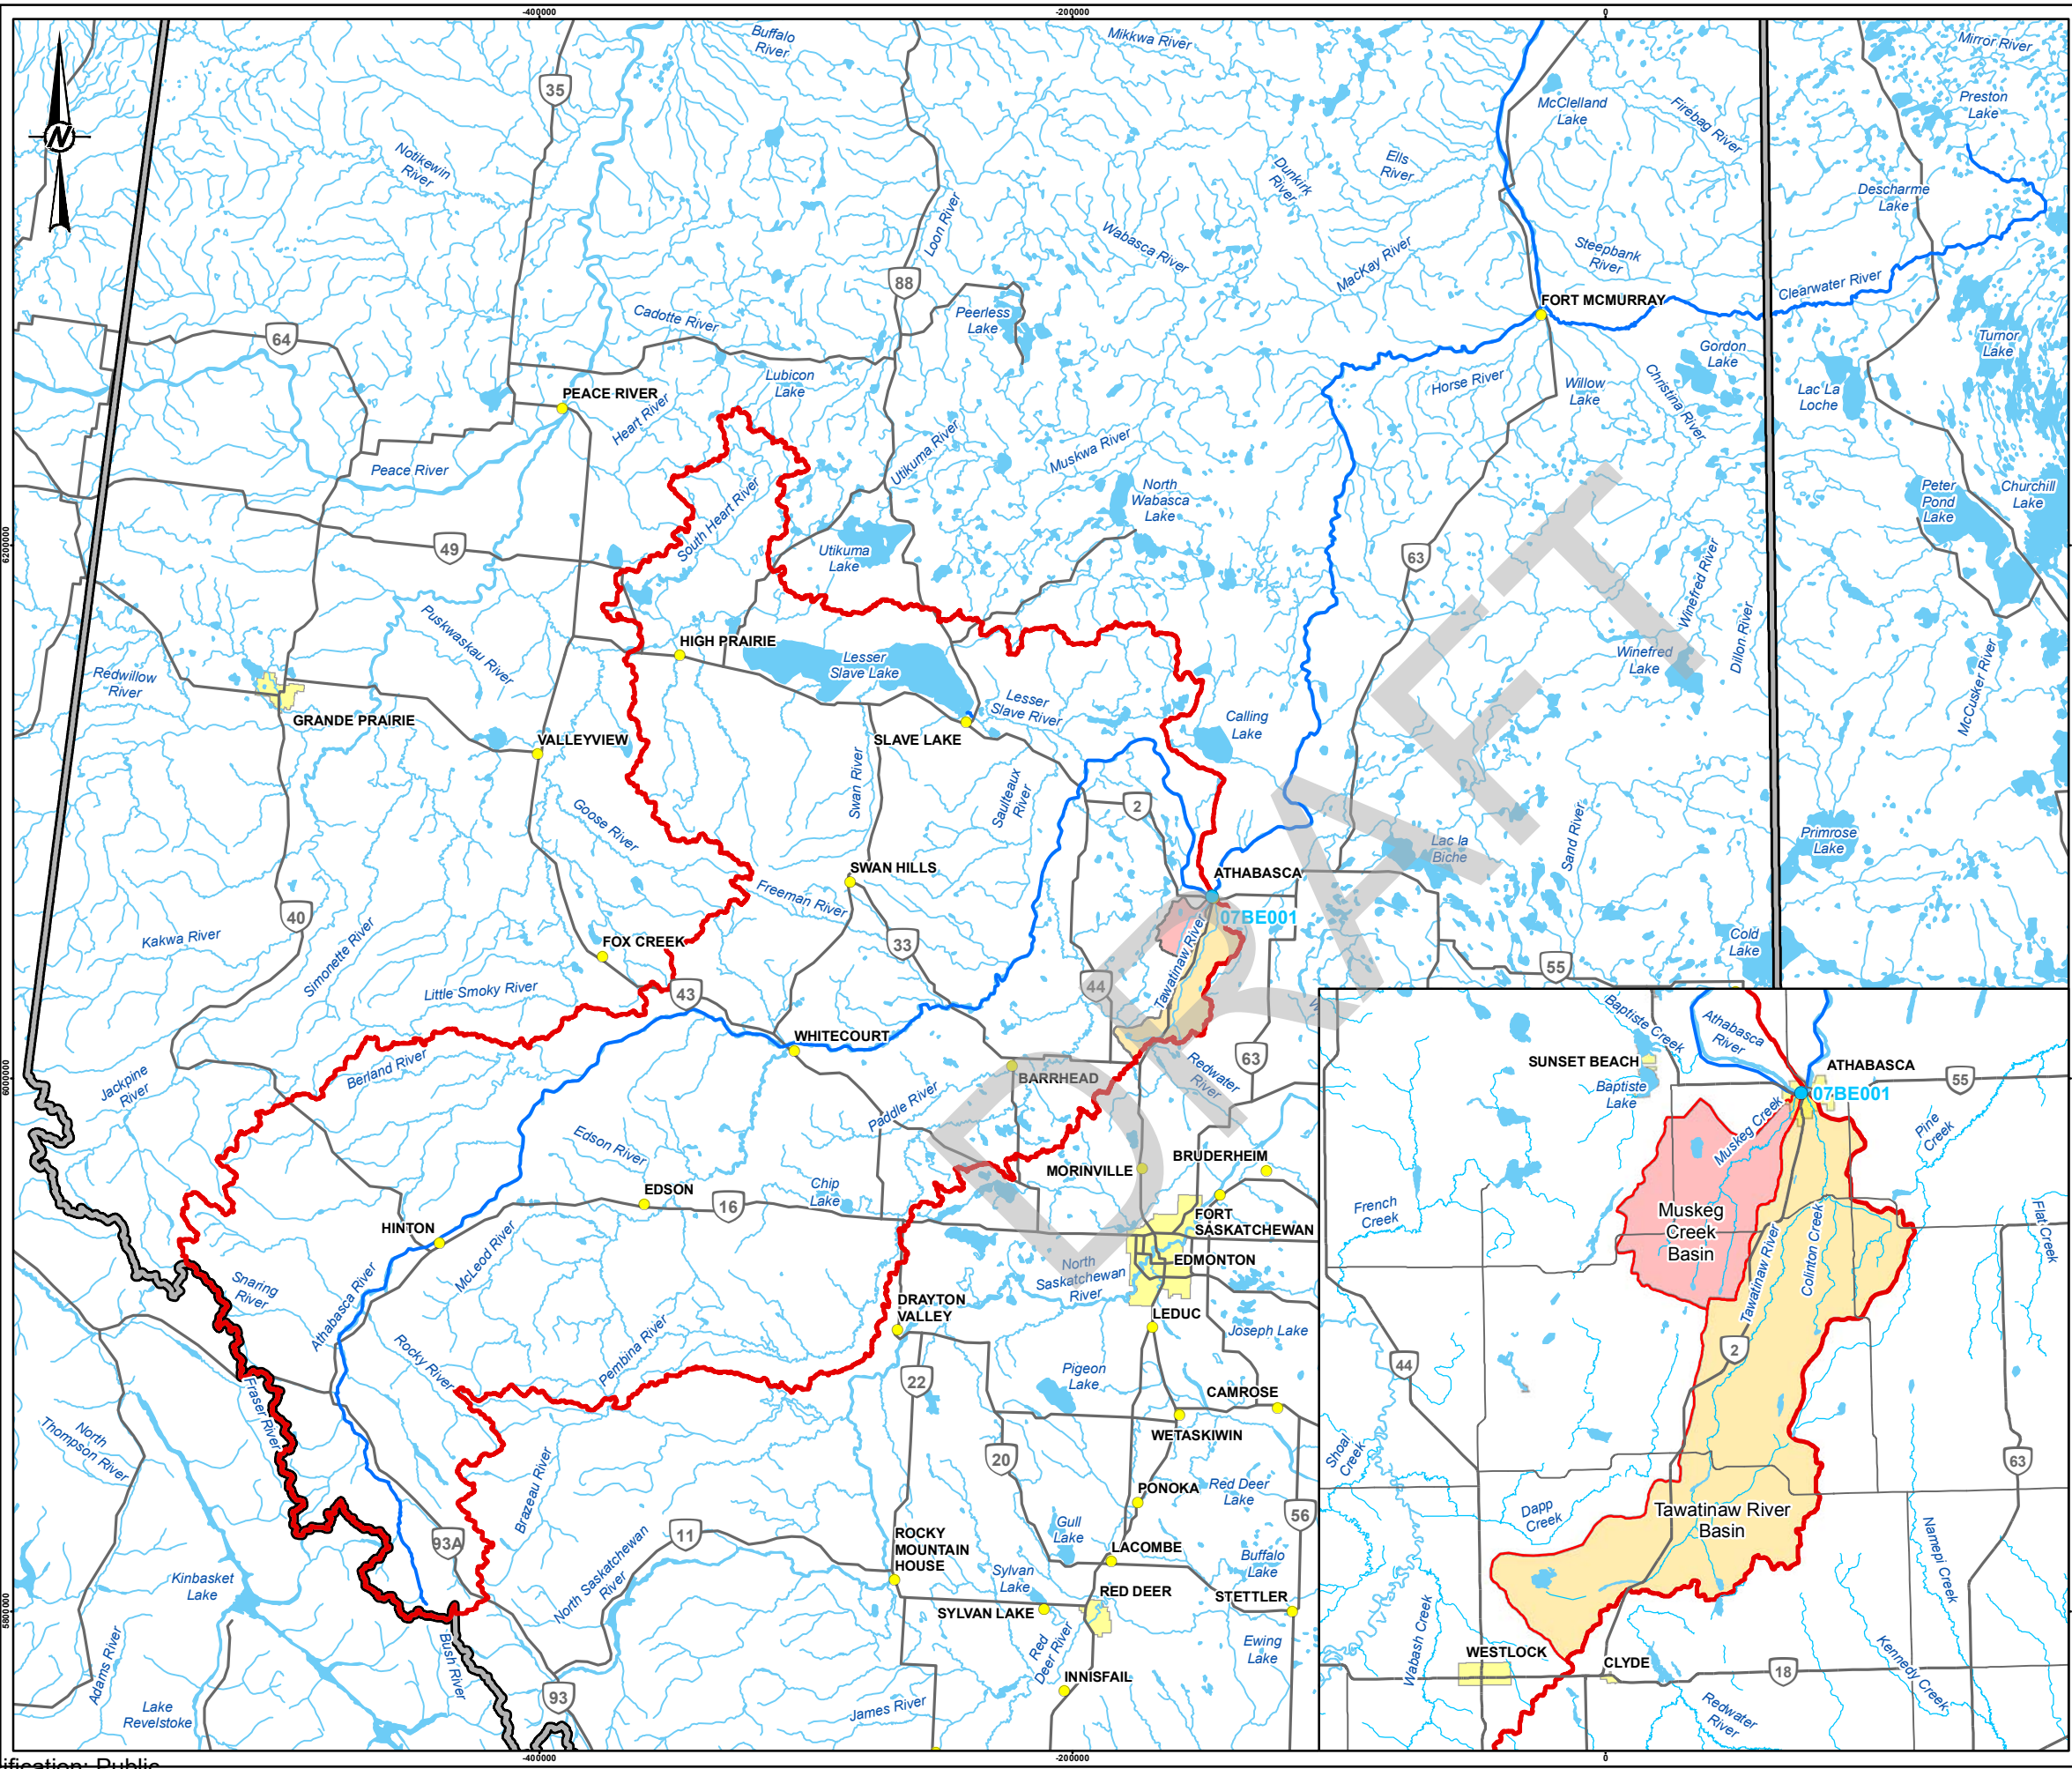 -400000
-200000
0
Buffalo
River
Mikkwa River
Mirror River
35
McClelland
Lake
Firebag River
Preston
Lake
N
Notikewin
River
Ells
River
Dunkirk
River
Descharme
Lake
Loon River
Wabasca River
MacKay River
Steepbank
River
Clearwater River
88
FORT MCMURRAY
64
Cadotte River
Peerless
Lake
Turnor
Lake
Gordon
Lake
PEACE RIVER
Heart River
Lubicon
Lake
Horse River
Willow
Lake
Christina River
Lac La
Loche
Peace River
Utikuma River
Muskwa River
South Heart River
North
Wabasca
Lake
Peter
Pond
Lake
Churchill
Lake
6200000
49
Utikuma
Lake
63
Winefred River
Puskwaskau River
Dillon River
HIGH PRAIRIE
Lesser
Slave Lake
Winefred
Lake
McCusker River
Redwillow
River
GRANDE PRAIRIE
Lesser
Slave River
Calling
Lake
VALLEYVIEW
SLAVE LAKE
Swan River
Saulteaux
River
2
Goose River
Lac la
Biche
Sand River
Primrose
Lake
SWAN HILLS
ATHABASCA
Freeman River
07BE001
40
Kakwa River
Simonette River
FOX CREEK
33
Tawatinaw River
Cold
Lake
55
Little Smoky River
43
44
WHITECOURT
Berland River
Jackpine
River
6000000
BARRHEAD
Redwater
River
63
Paddle River
Edson River
MORINVILLE
BRUDERHEIM
EDSON
16
Chip
Lake
HINTON
FORT
SASKATCHEWAN
McLeod River
EDMONTON
North
Saskatchewan
River
Snaring
River
Athabasca River
DRAYTON
VALLEY
LEDUC
Joseph Lake
Rocky River
Pembina River
22
Pigeon
Lake
CAMROSE
Fraser River
North
Thompson River
WETASKIWIN
20
Brazeau River
PONOKA
Red Deer
Lake
56
93A
11
ROCKY
MOUNTAIN
HOUSE
Gull
Lake
LACOMBE
Buffalo
Lake
Kinbasket
Lake
North Saskatchewan
River
Sylvan
Lake
RED DEER
STETTLER
SYLVAN LAKE
5800000
Adams River
Bush River
Red
Deer River
Ewing
Lake
INNISFAIL
93
James River
Lake
Revelstoke
DRAFT
Baptiste Creek
Athabasca
River
SUNSET BEACH
ATHABASCA
Baptiste
Lake
07BE001
55
Muskeg Creek
Pine
Creek
French
Creek
Muskeg
Creek
Basin
Flat Creek
Tawatinaw River
Colinton Creek
2
44
Shoal
Creek
63
Dapp
Creek
Tawatinaw River
Basin
Namepi Creek
Wabash Creek
WESTLOCK
CLYDE
18
Kennedy Creek
Redwater
River
-400000
-200000
0
ification: Public